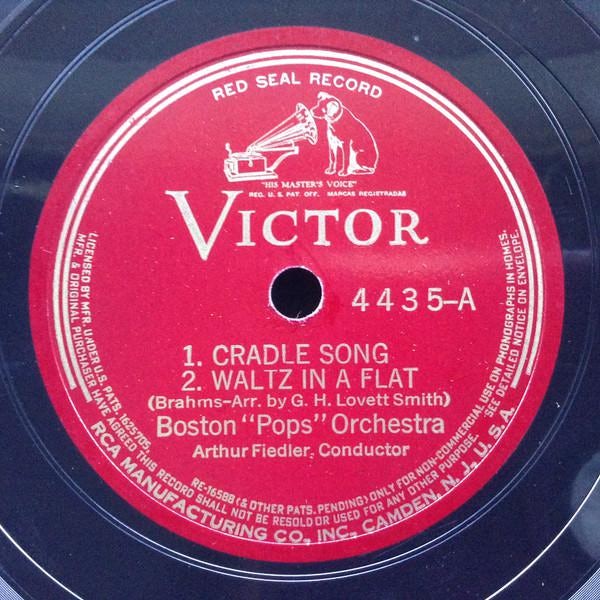 RED SEAL RECORD
"HIS MASTER'S VOICE"
REG. U. S. PAT. OFF. MARCAS REGISTRADAS
VICTOR
4435-A
1. CRADLE SONG
2. WALTZ IN A FLAT
(Brahms-Arr. by G. H. Lovett Smith)
Boston "Pops" Orchestra
Arthur Fiedler, Conductor
LICENSED BY MFR. UNDER U.S. PATS. 1625705, RE-16588 (& OTHER PATS. PENDING) ONLY FOR NON-COMMERCIAL USE ON PHONOGRAPHS IN HOMES.
MFR. & ORIGINAL PURCHASER HAVE AGREED THIS RECORD SHALL NOT BE RESOLD OR USED FOR ANY OTHER PURPOSE. SEE DETAILED NOTICE ON ENVELOPE.
RCA MANUFACTURING CO., INC. CAMDEN, N. J., U. S. A.